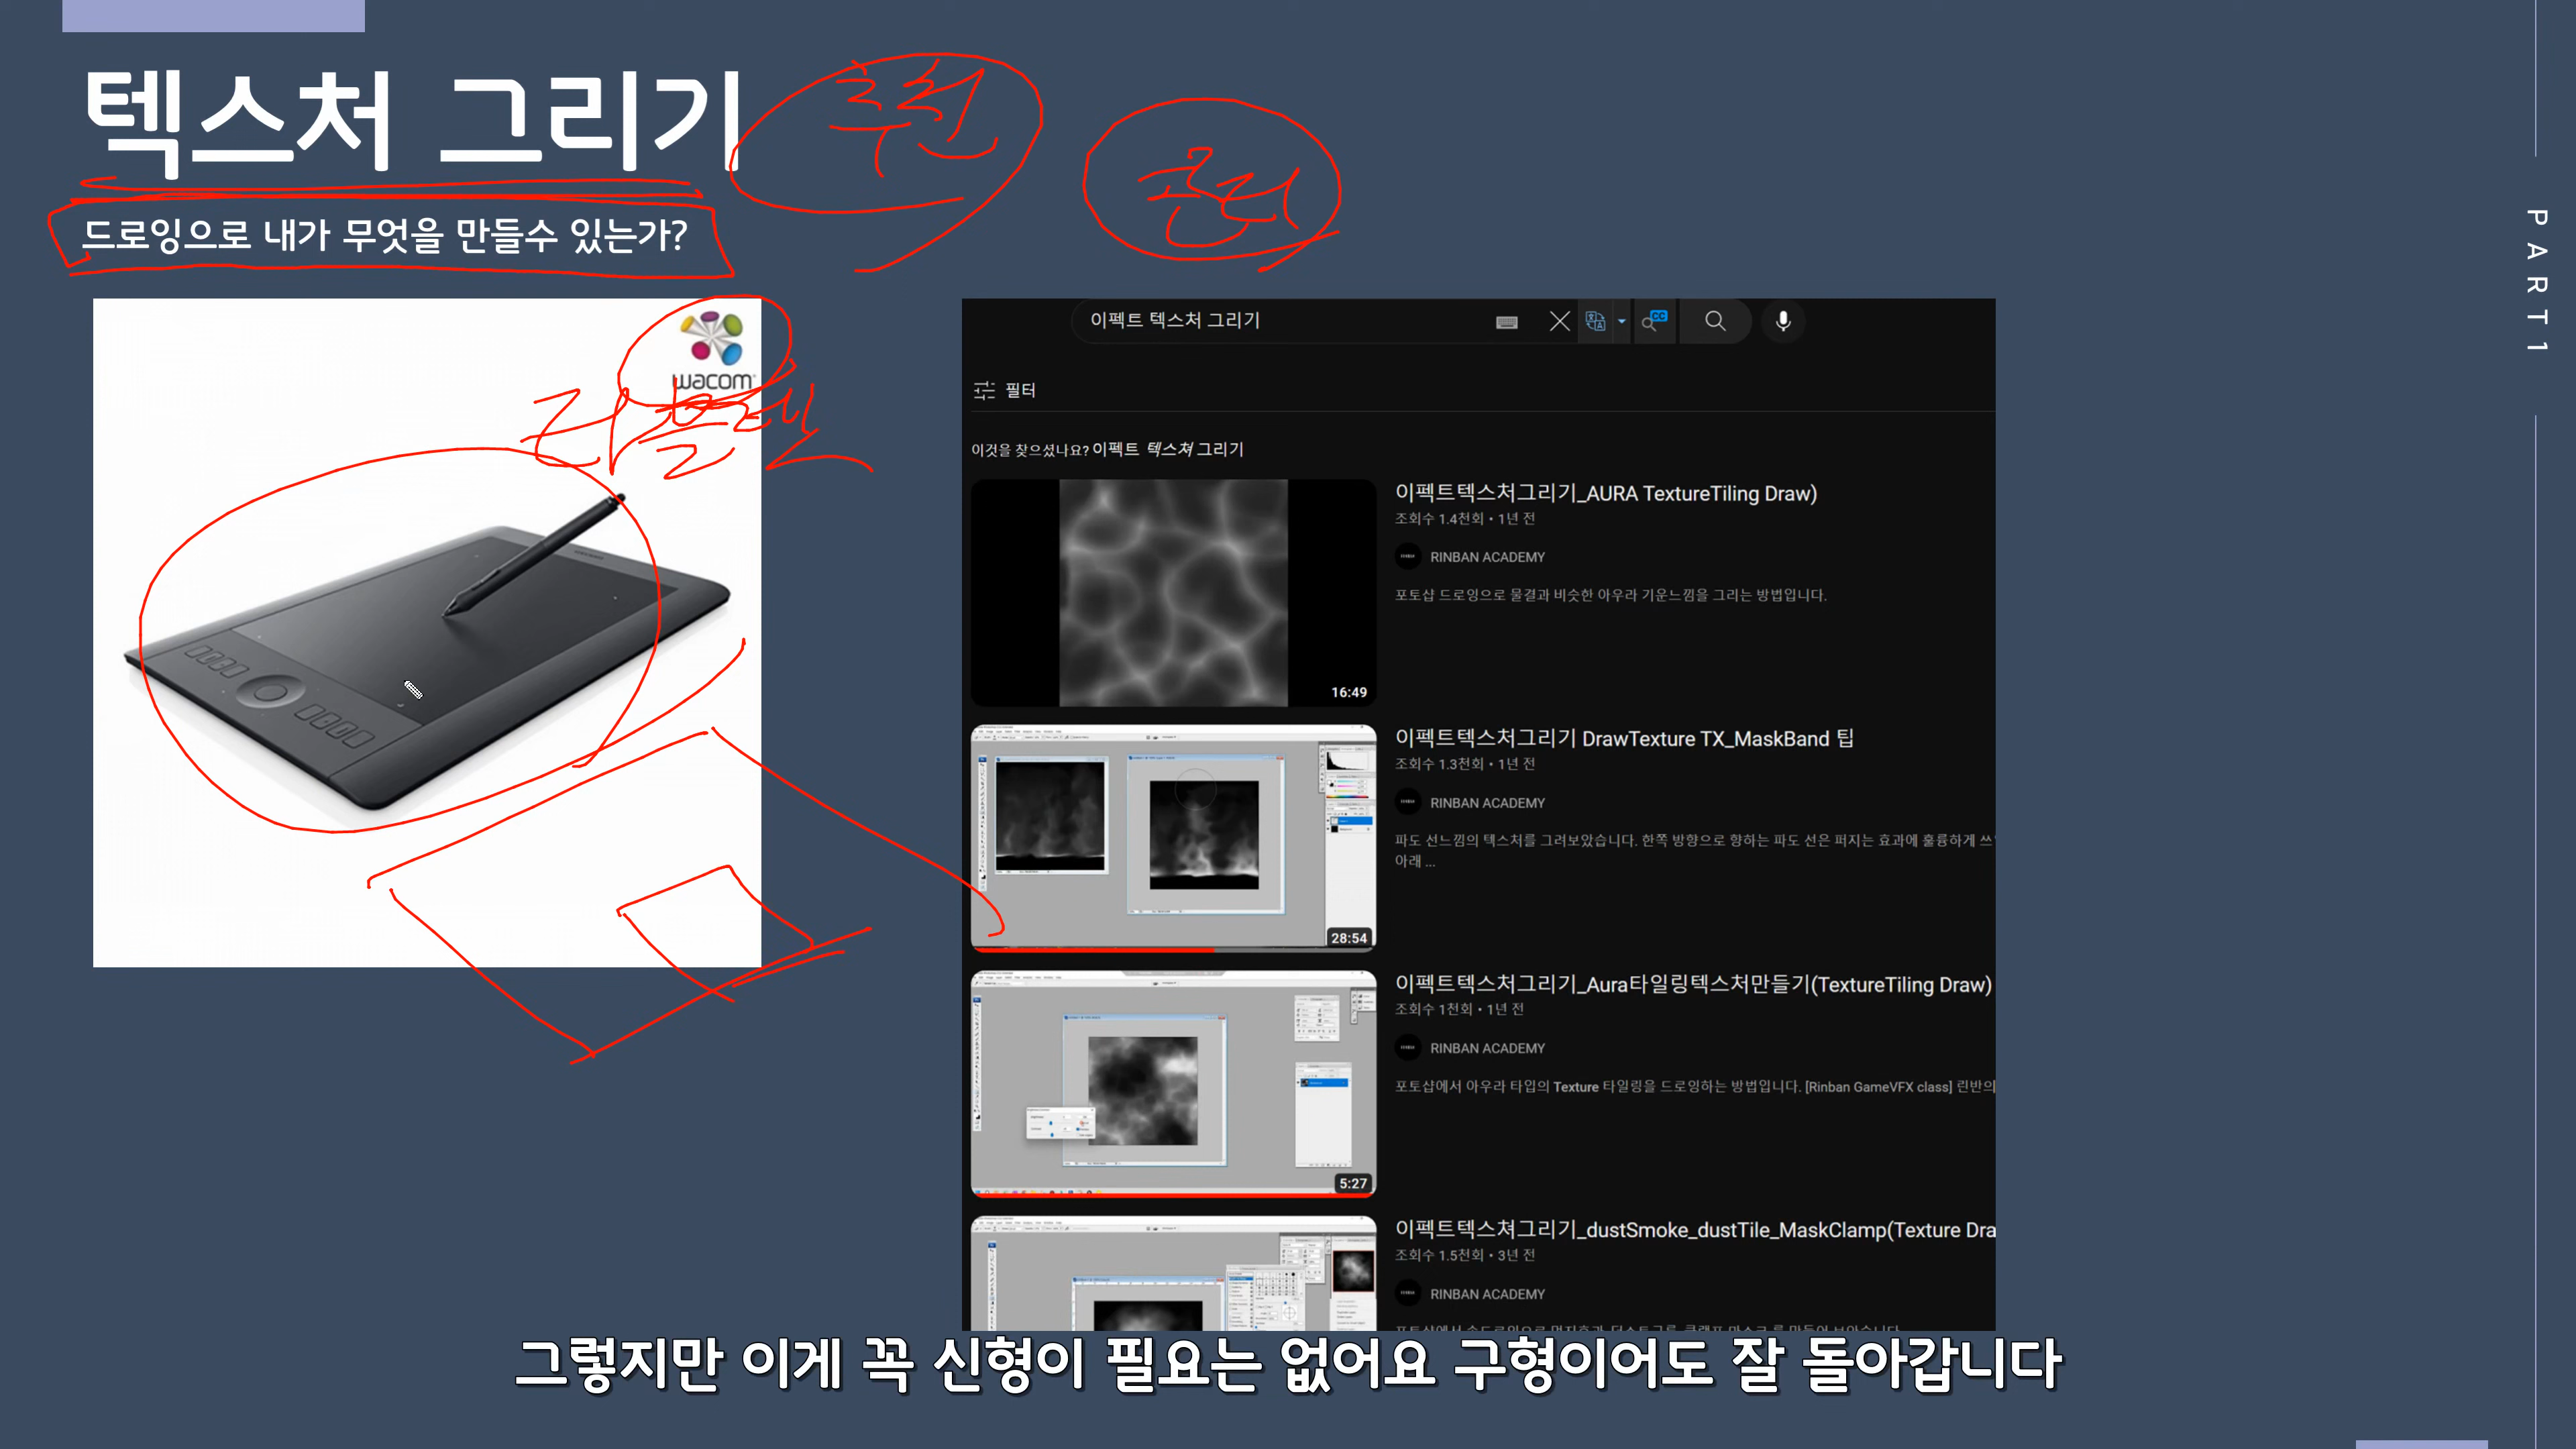 텍스처 그리기
추천
퀄리
드로잉으로 내가 무엇을 만들수 있는가?
PART1
wacom
타블렛
이펙트 텍스처 그리기
CC
필터
이것을 찾으셨나요? 이펙트 텍스쳐 그리기
이펙트텍스처그리기_AURA TextureTiling Draw)
조회수 1.4천회 • 1년 전
RINBAN ACADEMY
포토샵 드로잉으로 물결과 비슷한 아우라 기운느낌을 그리는 방법입니다.
16:49
이펙트텍스처그리기 DrawTexture TX_MaskBand 팁
조회수 1.3천회 • 1년 전
RINBAN ACADEMY
파도 선느낌의 텍스처를 그려보았습니다. 한쪽 방향으로 향하는 파도 선은 퍼지는 효과에 훌륭하게 쓰
아래 ...
28:54
이펙트텍스처그리기_Aura타일링텍스처만들기(TextureTiling Draw)
조회수 1천회 • 1년 전
RINBAN ACADEMY
포토샵에서 아우라 타입의 Texture 타일링을 드로잉하는 방법입니다. [Rinban GameVFX class] 린반의
5:27
이펙트텍스쳐그리기_dustSmoke_dustTile_MaskClamp(Texture Dra
조회수 1.5천회 • 3년 전
RINBAN ACADEMY
그렇지만 이게 꼭 신형이 필요는 없어요 구형이어도 잘 돌아갑니다